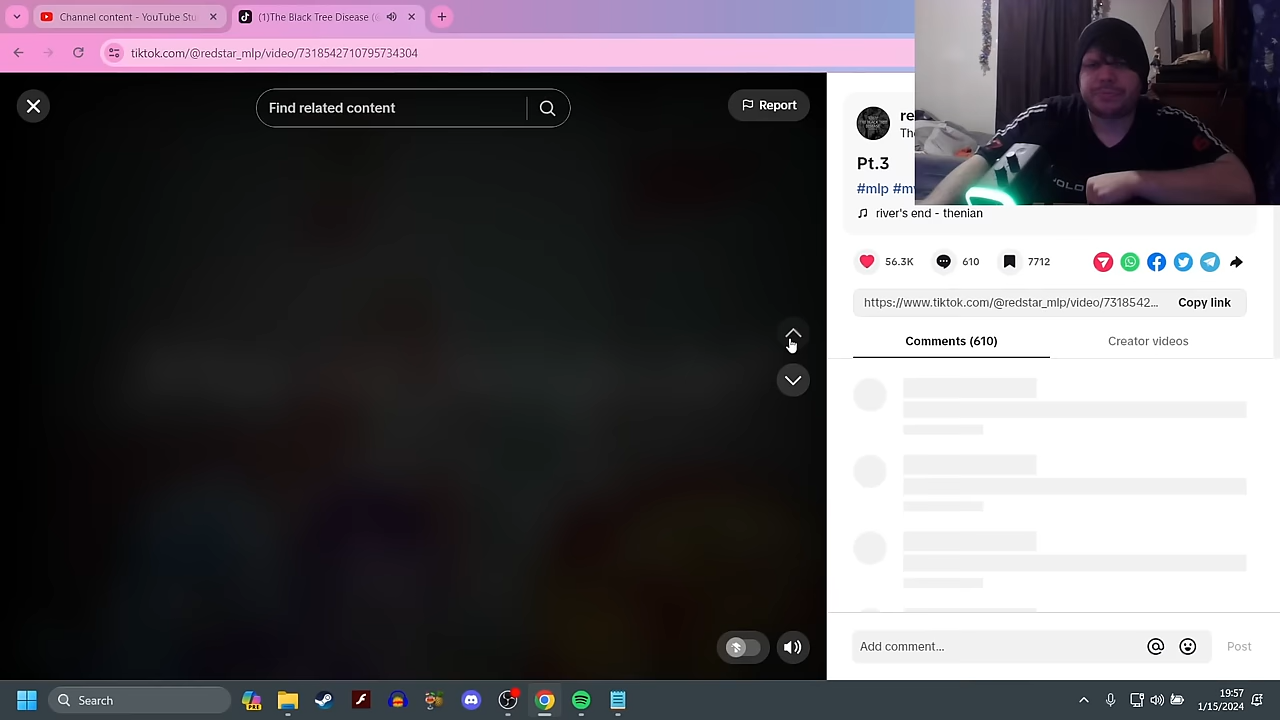 Channel content - YouTube Stu
(1)The Black Tree Disease (
tiktok.com/@redstar_mlp/video/7318542710795734304
Find related content
Report
re
The
Pt.3
#mlp #m
river's end - thenian
56.3K
610
7712
https://www.tiktok.com/@redstar_mlp/video/7318542...
Copy link
Comments (610)
Creator videos
Add comment...
Post
Search
PRE
19:57
1/15/2024